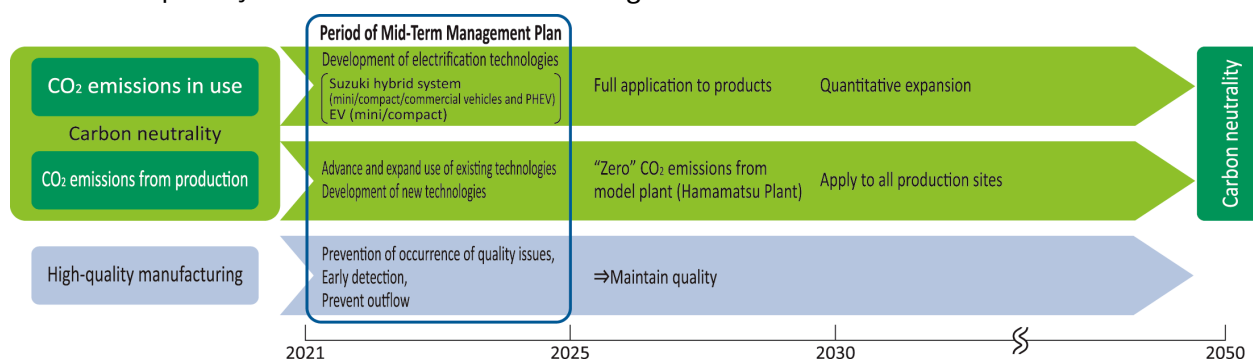 Period of Mid-Term Management Plan
CO₂ emissions in use
Development of electrification technologies
Suzuki hybrid system
(mini/compact/commercial vehicles and PHEV)
EV (mini/compact)
Full application to products
Quantitative expansion
Carbon neutrality
CO₂ emissions from production
Advance and expand use of existing technologies
Development of new technologies
“Zero” CO₂ emissions from
model plant (Hamamatsu Plant)
Apply to all production sites
Carbon neutrality
High-quality manufacturing
Prevention of occurrence of quality issues,
Early detection,
Prevent outflow
⇒Maintain quality
2021
2025
2030
2050